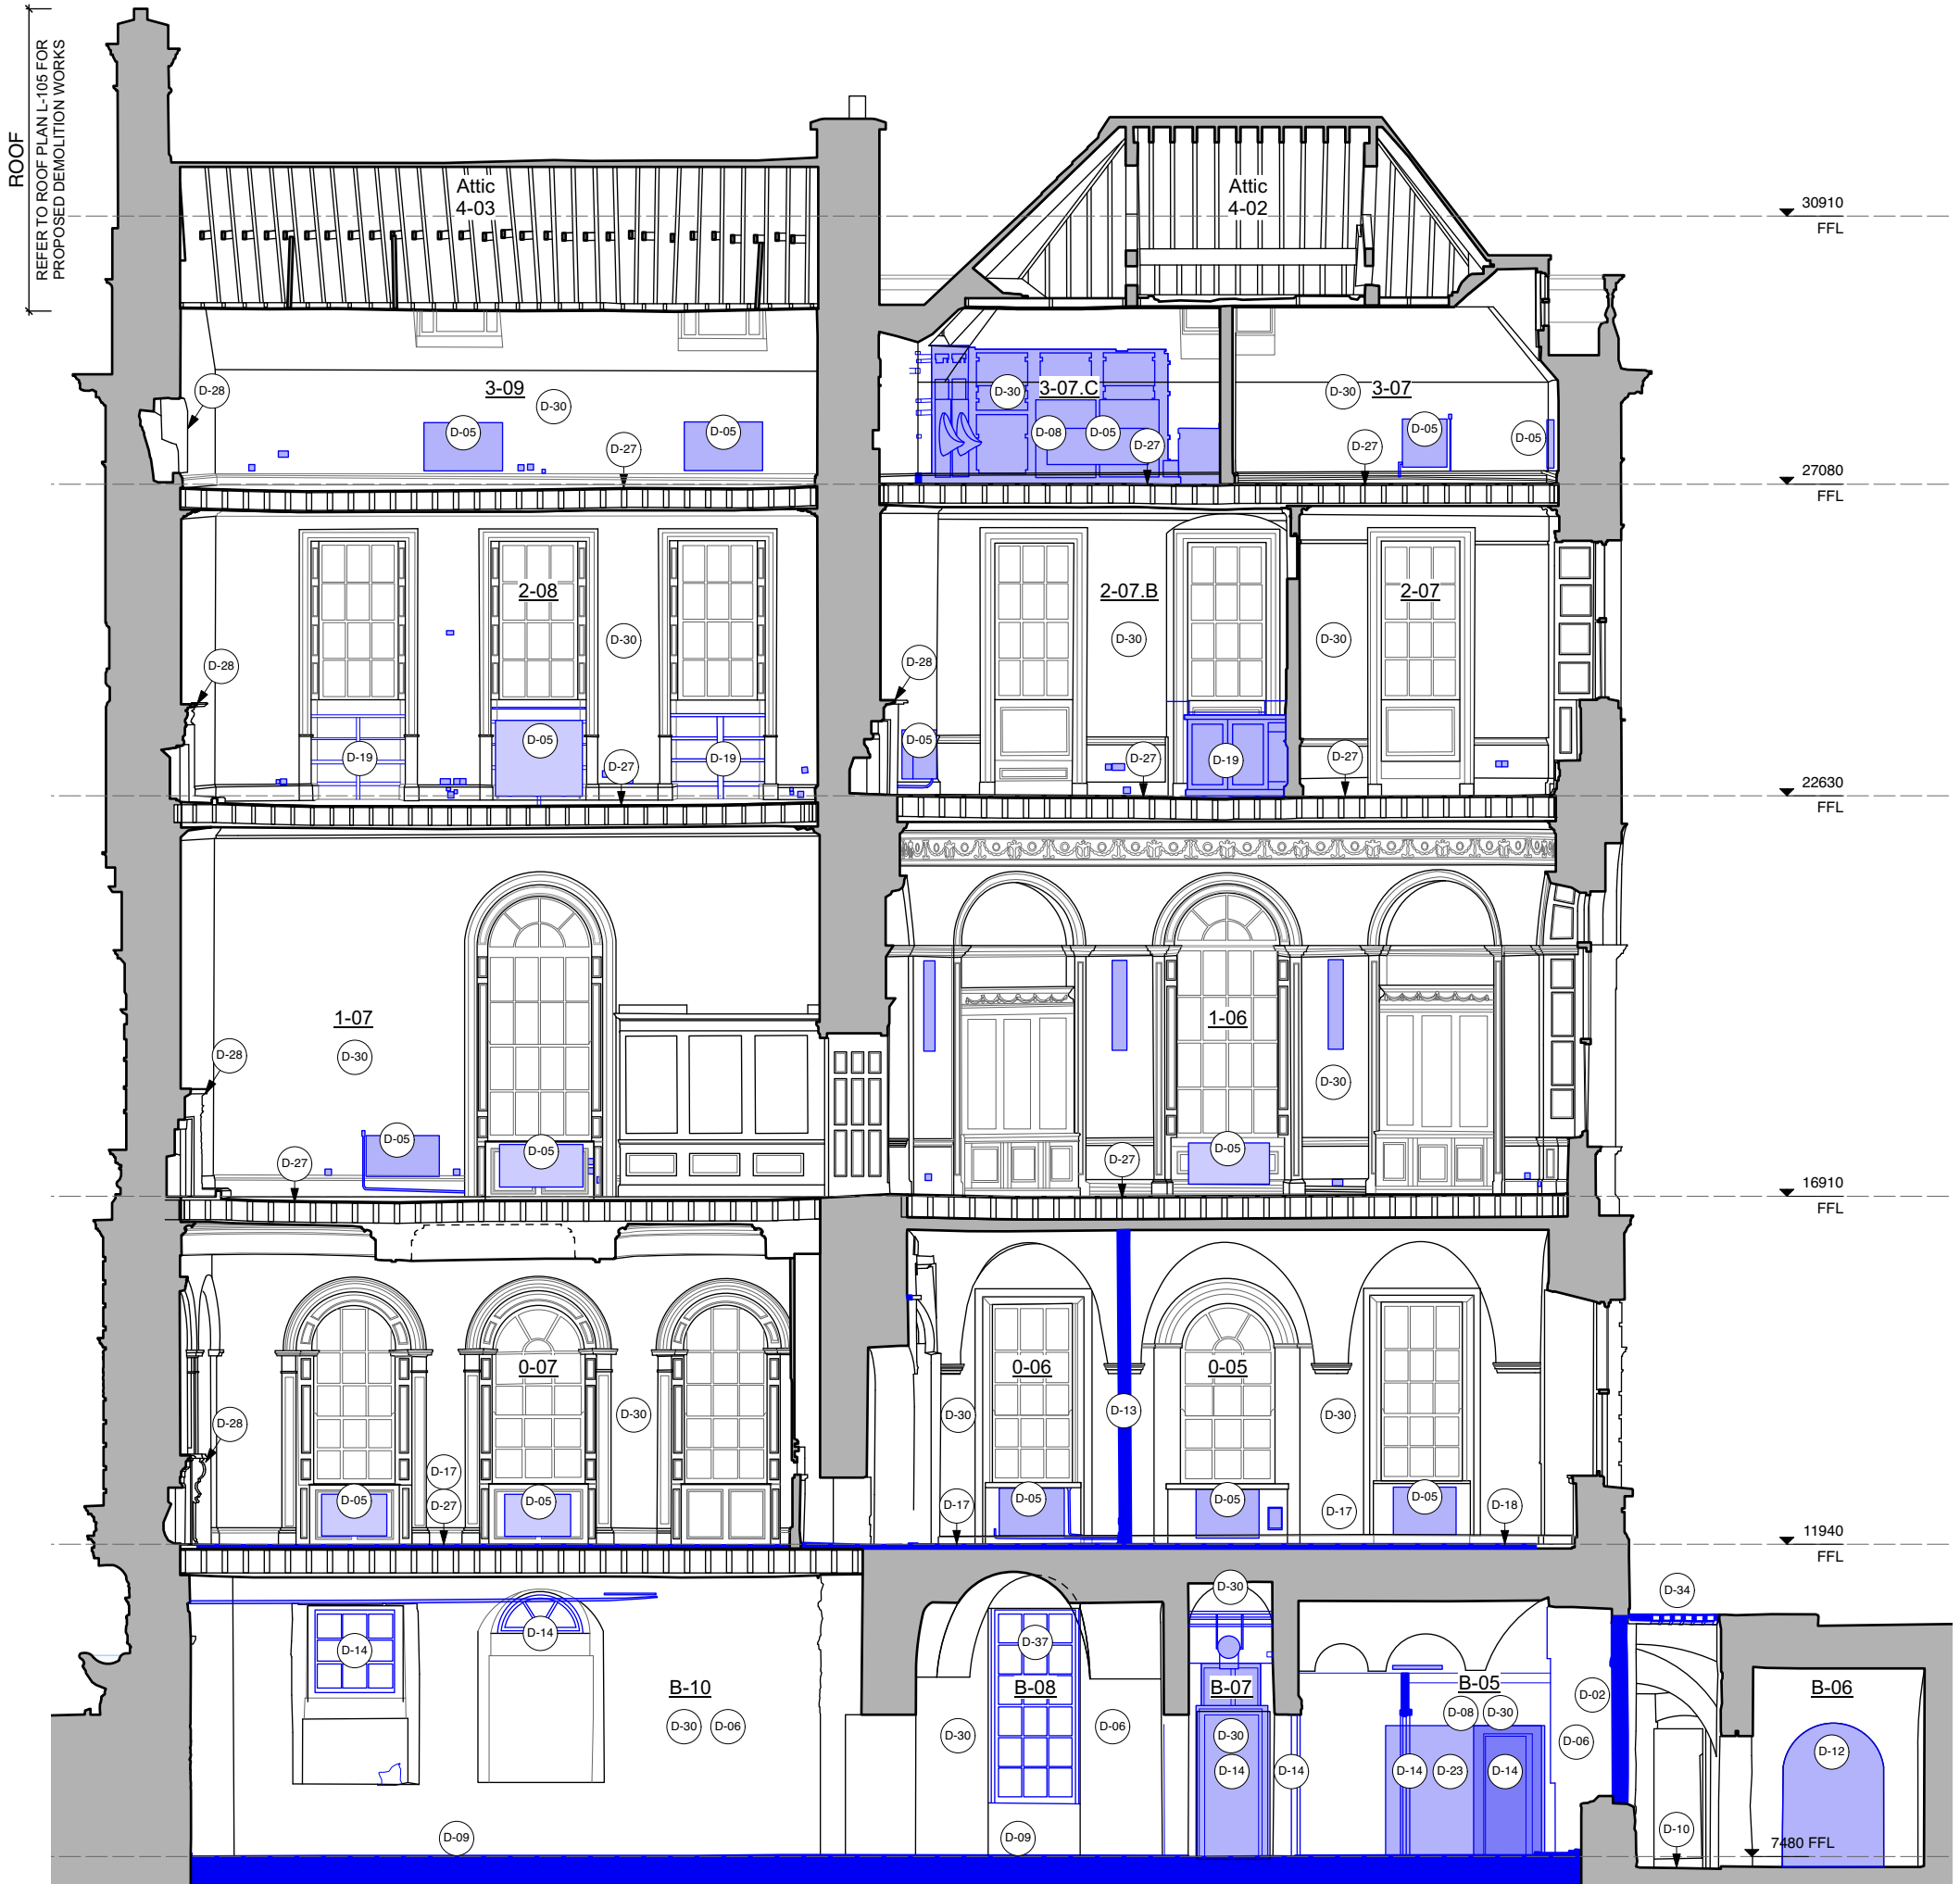 ROOF
REFER TO ROOF PLAN L-105 FOR
PROPOSED DEMOLITION WORKS
Attic
4-03
Attic
4-02
30910
FFL
D-28
3-09
D-30
D-05
D-27
D-05
D-30
3-07.C
D-08
D-05
D-27
D-30
3-07
D-05
D-27
D-05
27080
FFL
2-08
D-30
D-28
D-19
D-05
D-27
D-19
2-07.B
D-30
D-28
D-05
D-27
D-19
2-07
D-30
D-27
22630
FFL
1-07
D-30
D-28
D-05
D-05
D-27
1-06
D-30
D-05
D-27
16910
FFL
0-07
D-30
D-28
D-17
D-27
D-05
D-05
0-06
0-05
D-30
D-13
D-30
D-17
D-05
D-05
D-17
D-05
D-18
11940
FFL
D-14
D-14
B-10
D-30
D-06
D-09
D-37
B-08
D-30
D-06
D-09
D-30
B-07
D-30
D-14
D-14
B-05
D-08
D-30
D-14
D-23
D-14
D-02
D-06
D-34
B-06
D-12
D-10
7480 FFL